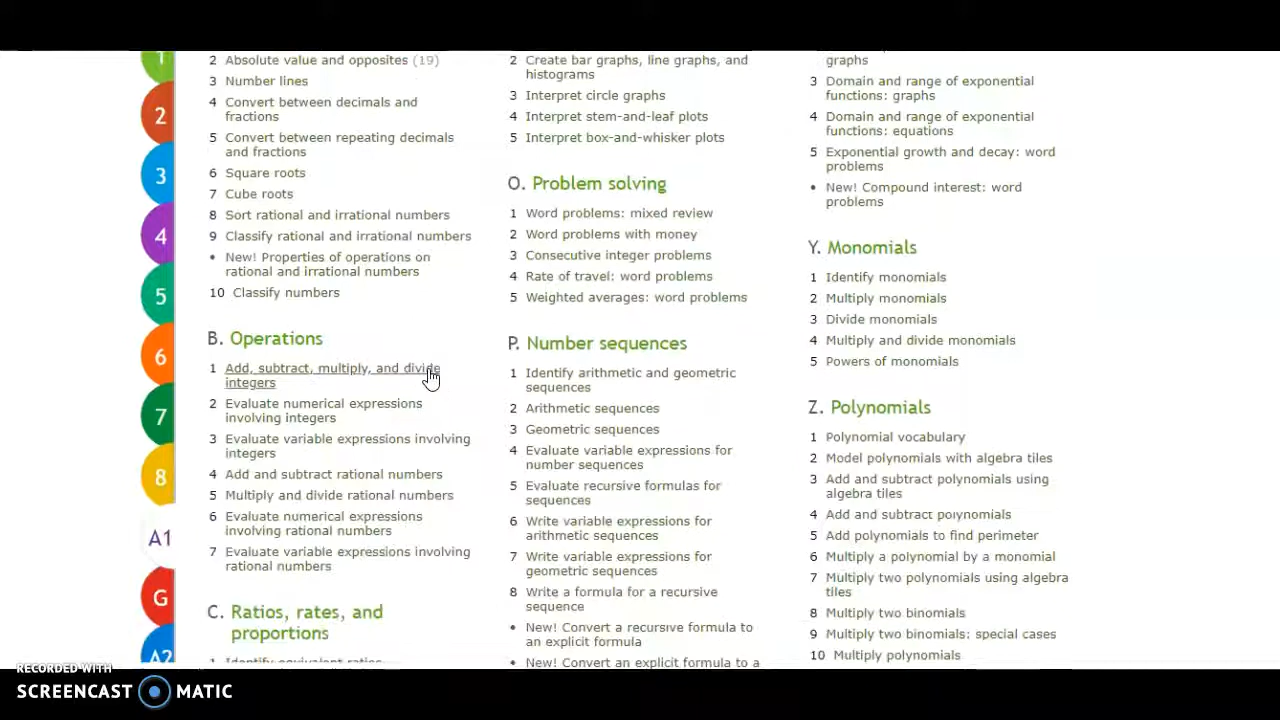 1
2
3
4
5
6
7
8
A1
G
A2
2 Absolute value and opposites (19)
3 Number lines
4 Convert between decimals and
fractions
5 Convert between repeating decimals
and fractions
6 Square roots
7 Cube roots
8 Sort rational and irrational numbers
9 Classify rational and irrational numbers
• New! Properties of operations on
rational and irrational numbers
10 Classify numbers
B. Operations
1 Add, subtract, multiply, and divide
integers
2 Evaluate numerical expressions
involving integers
3 Evaluate variable expressions involving
integers
4 Add and subtract rational numbers
5 Multiply and divide rational numbers
6 Evaluate numerical expressions
involving rational numbers
7 Evaluate variable expressions involving
rational numbers
C. Ratios, rates, and
proportions
1 Identify equivalent ratios
2 Create bar graphs, line graphs, and
histograms
3 Interpret circle graphs
4 Interpret stem-and-leaf plots
5 Interpret box-and-whisker plots
O. Problem solving
1 Word problems: mixed review
2 Word problems with money
3 Consecutive integer problems
4 Rate of travel: word problems
5 Weighted averages: word problems
P. Number sequences
1 Identify arithmetic and geometric
sequences
2 Arithmetic sequences
3 Geometric sequences
4 Evaluate variable expressions for
number sequences
5 Evaluate recursive formulas for
sequences
6 Write variable expressions for
arithmetic sequences
7 Write variable expressions for
geometric sequences
8 Write a formula for a recursive
sequence
• New! Convert a recursive formula to
an explicit formula
• New! Convert an explicit formula to a
graphs
3 Domain and range of exponential
functions: graphs
4 Domain and range of exponential
functions: equations
5 Exponential growth and decay: word
problems
• New! Compound interest: word
problems
Y. Monomials
1 Identify monomials
2 Multiply monomials
3 Divide monomials
4 Multiply and divide monomials
5 Powers of monomials
Z. Polynomials
1 Polynomial vocabulary
2 Model polynomials with algebra tiles
3 Add and subtract polynomials using
algebra tiles
4 Add and subtract polynomials
5 Add polynomials to find perimeter
6 Multiply a polynomial by a monomial
7 Multiply two polynomials using algebra
tiles
8 Multiply two binomials
9 Multiply two binomials: special cases
10 Multiply polynomials
RECORDED WITH
SCREENCAST MATIC